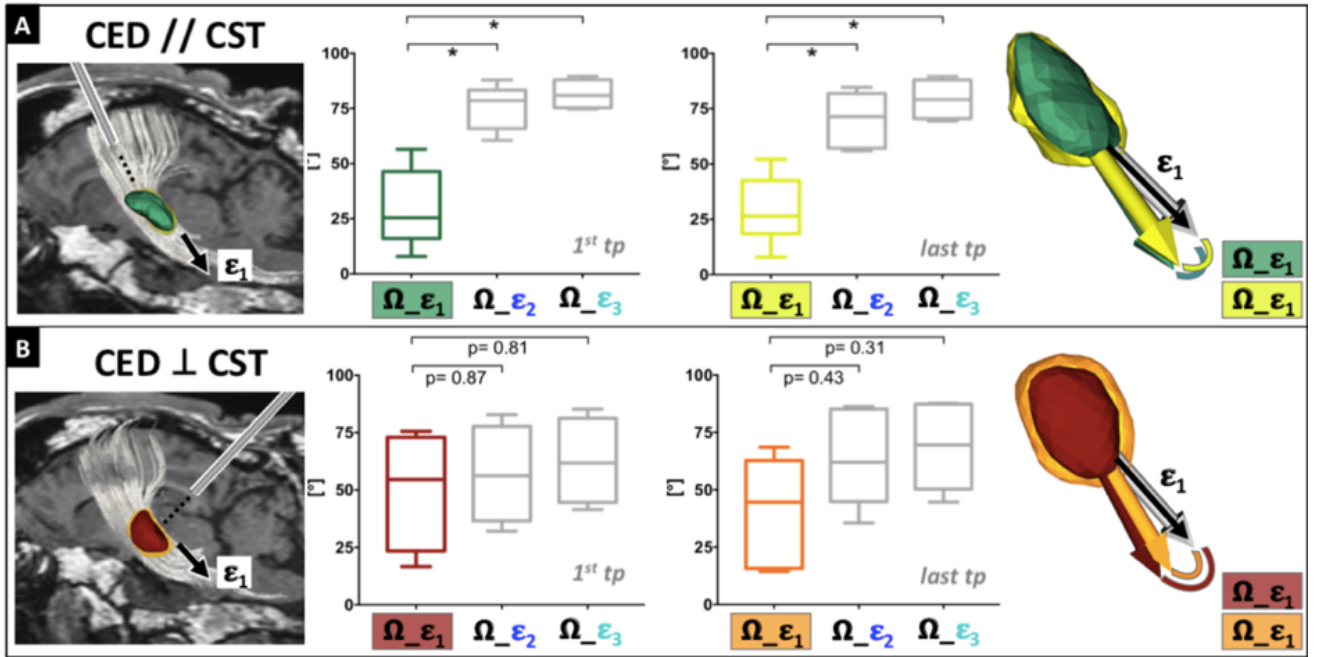 A
CED // CST
ε1
*
*
100
75
50
25
0
[°]
1st tp
Ω_ε1
Ω_ε2
Ω_ε3
*
*
100
75
50
25
0
[°]
last tp
Ω_ε1
Ω_ε2
Ω_ε3
ε1
Ω_ε1
Ω_ε1
B
CED ⊥ CST
ε1
p= 0.81
p= 0.87
100
75
50
25
0
[°]
1st tp
Ω_ε1
Ω_ε2
Ω_ε3
p= 0.31
p= 0.43
100
75
50
25
0
[°]
last tp
Ω_ε1
Ω_ε2
Ω_ε3
ε1
Ω_ε1
Ω_ε1